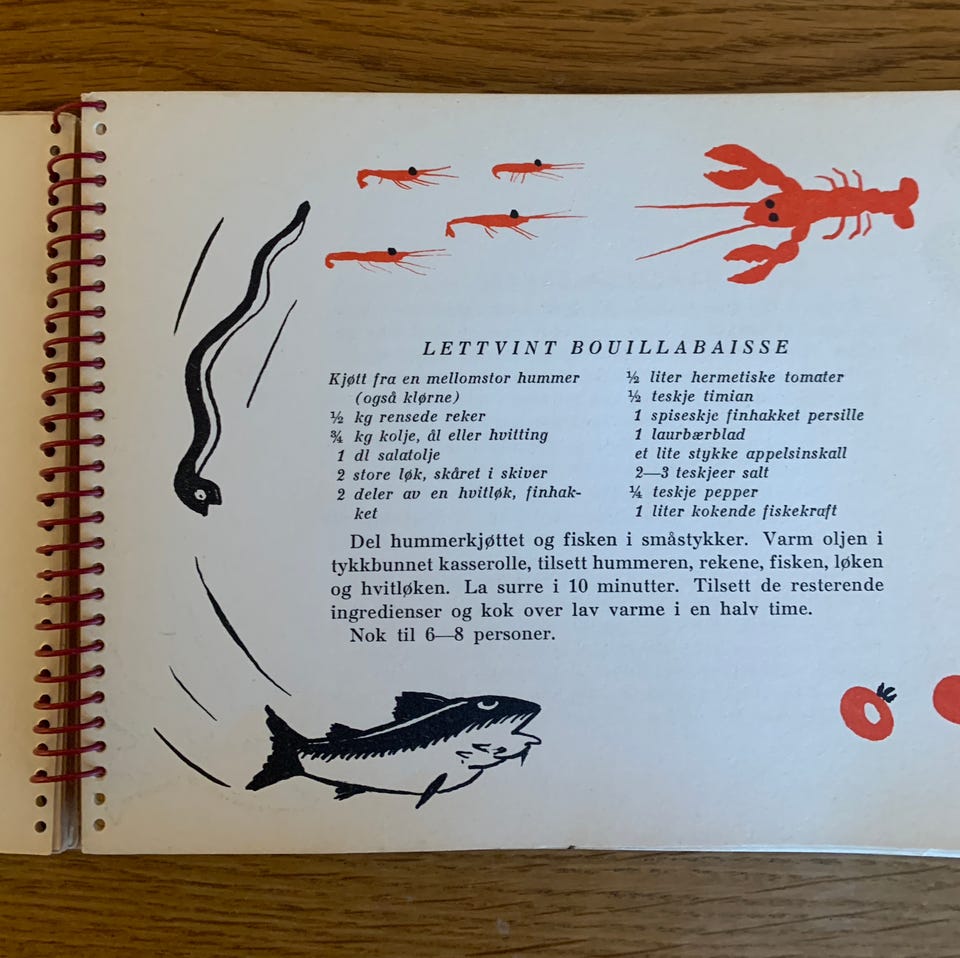 LETTVINT BOUILLABAISSE
Kjøtt fra en mellomstor hummer
(også klørne)
½ kg rensede reker
¾ kg kolje, ål eller hvitting
1 dl salatolje
2 store løk, skåret i skiver
2 deler av en hvitløk, finhak-
ket
½ liter hermetiske tomater
½ teskje timian
1 spiseskje finhakket persille
1 laurbærblad
et lite stykke appelsinskall
2—3 teskjeer salt
¼ teskje pepper
1 liter kokende fiskekraft
Del hummerkjøttet og fisken i småstykker. Varm oljen i
tykkbunnet kasserolle, tilsett hummeren, rekene, fisken, løken
og hvitløken. La surre i 10 minutter. Tilsett de resterende
ingredienser og kok over lav varme i en halv time.
Nok til 6—8 personer.